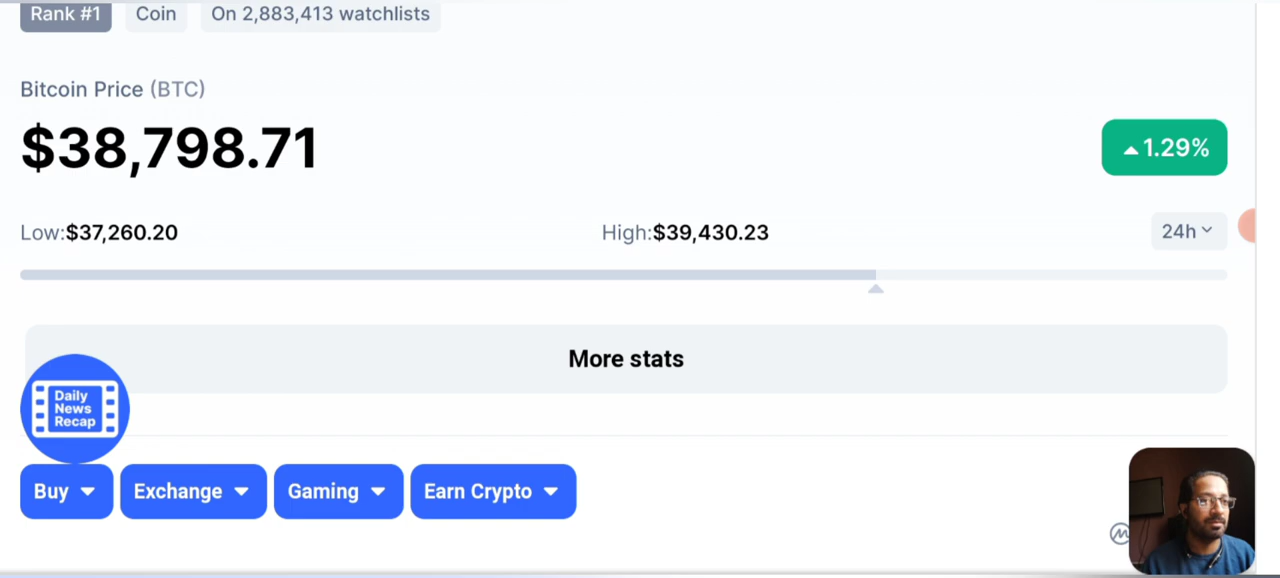 Rank #1 Coin On 2,883,413 watchlists
Bitcoin Price (BTC)
$38,798.71
1.29%
Low:$37,260.20 High:$39,430.23 24h
More stats
Daily
News
Recap
Buy Exchange Gaming Earn Crypto